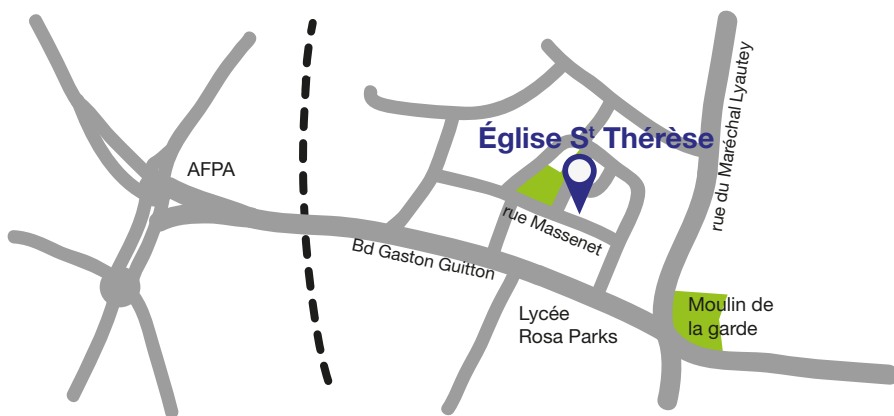 Église Sᵗ Thérèse
AFPA
rue du Maréchal Lyautey
rue Massenet
Bd Gaston Guitton
Lycée
Rosa Parks
Moulin de
la garde